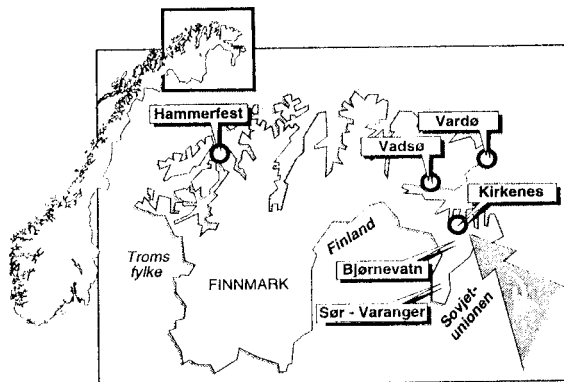 Hammerfest
Vardø
Vadsø
Kirkenes
Finland
Troms
fylke
FINNMARK
Bjørnevatn
Sør - Varanger
Sovjet-
unionen